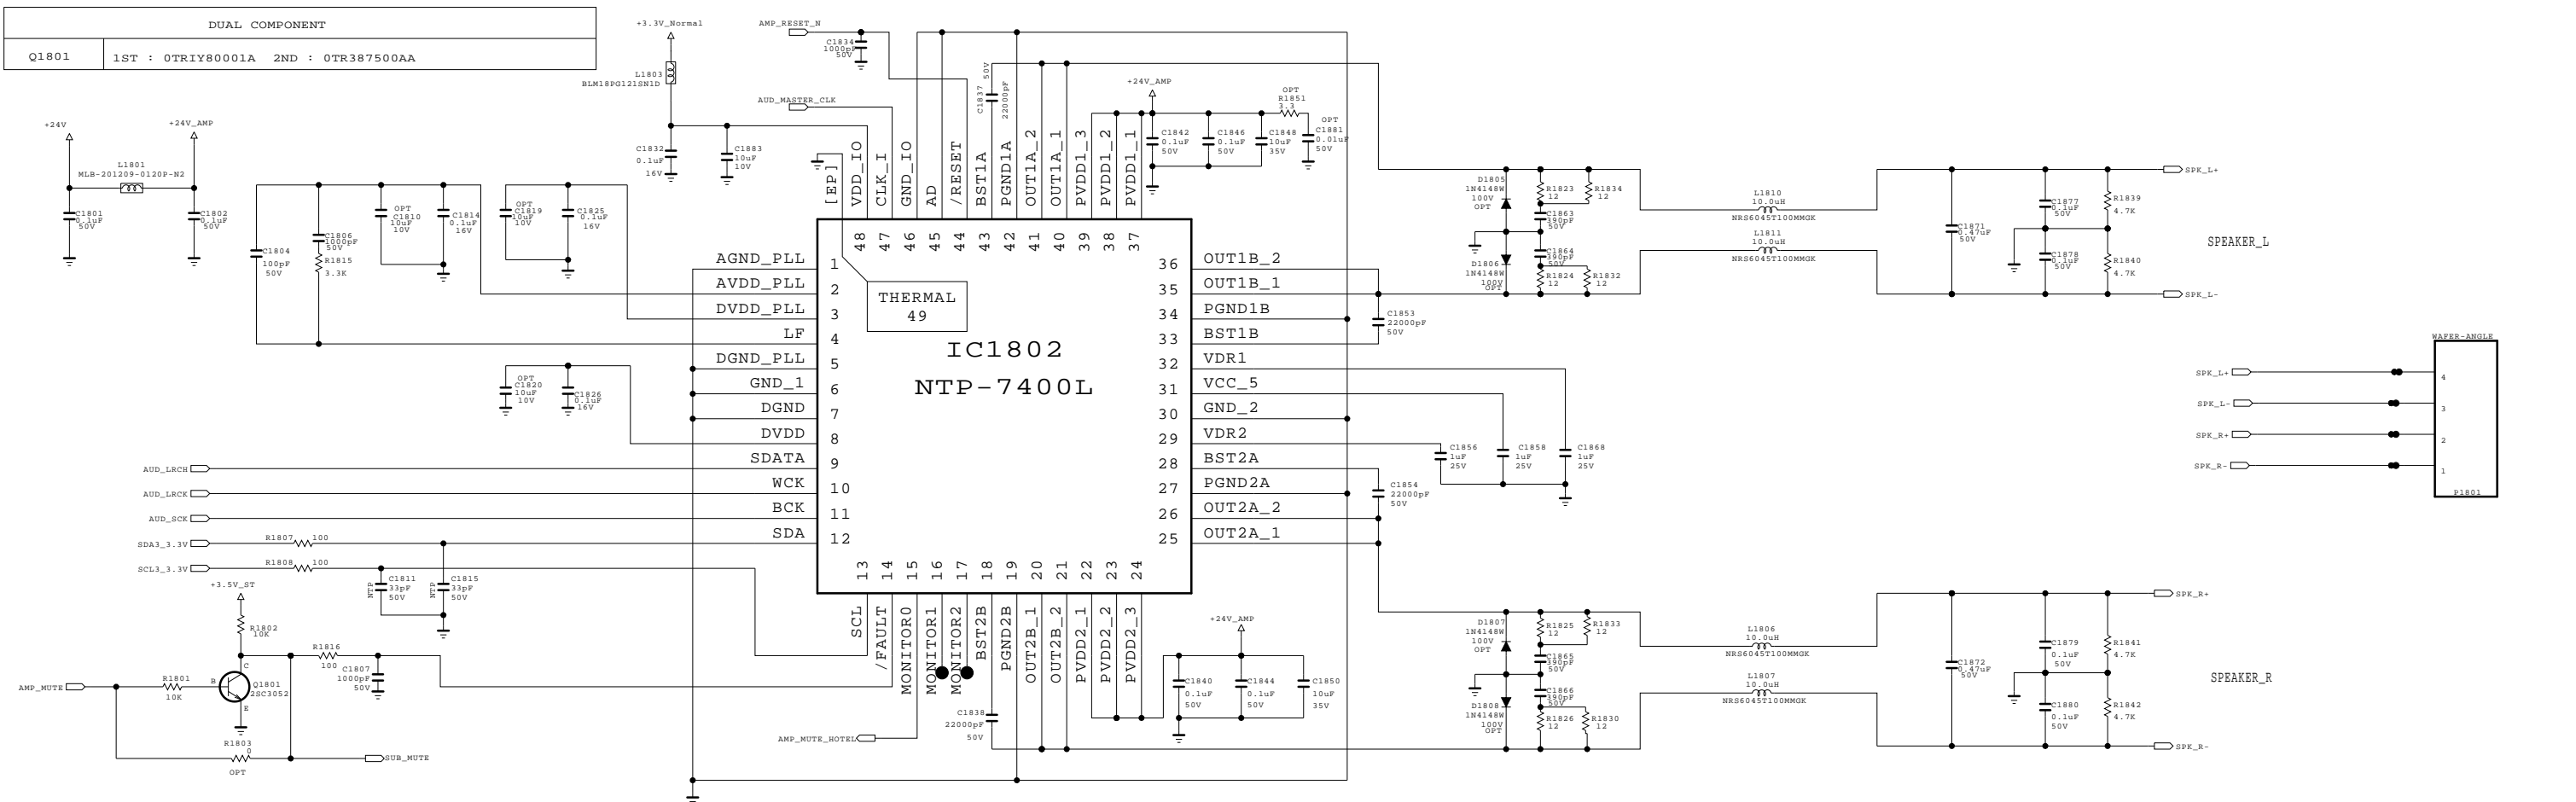 DUAL COMPONENT
Q1801
1ST : 0TRIY80001A 2ND : 0TR387500AA
+24V
+24V_AMP
L1801
MLB-201209-0120P-N2
C1801
0.1uF
50V
C1802
0.1uF
50V
C1804
100pF
50V
C1806
1000pF
50V
R1815
3.3K
OPT
C1810
10uF
10V
C1814
0.1uF
16V
OPT
C1819
10uF
10V
C1825
0.1uF
16V
OPT
C1820
10uF
10V
C1826
0.1uF
16V
+3.3V_Normal
L1803
BLM18PG121SN1D
C1832
0.1uF
16V
C1883
10uF
10V
AMP_RESET_N
C1834
1000pF
50V
AUD_MASTER_CLK
C1837
22000pF
50V
+24V_AMP
C1842
0.1uF
50V
C1846
0.1uF
50V
C1848
10uF
35V
OPT
R1851
3.3
OPT
C1881
0.01uF
50V
[EP]
VDD_IO
CLK_I
GND_IO
AD
/RESET
BST1A
PGND1A
OUT1A_2
OUT1A_1
PVDD1_3
PVDD1_2
PVDD1_1
48
47
46
45
44
43
42
41
40
39
38
37
AGND_PLL 1
AVDD_PLL 2
DVDD_PLL 3
LF 4
DGND_PLL 5
GND_1 6
DGND 7
DVDD 8
SDATA 9
WCK 10
BCK 11
SDA 12
THERMAL
49
IC1802
NTP-7400L
36 OUT1B_2
35 OUT1B_1
34 PGND1B
33 BST1B
32 VDR1
31 VCC_5
30 GND_2
29 VDR2
28 BST2A
27 PGND2A
26 OUT2A_2
25 OUT2A_1
13
14
15
16
17
18
19
20
21
22
23
24
SCL
/FAULT
MONITOR0
MONITOR1
MONITOR2
BST2B
PGND2B
OUT2B_1
OUT2B_2
PVDD2_1
PVDD2_2
PVDD2_3
AUD_LRCH
AUD_LRCK
AUD_SCK
SDA3_3.3V
R1807 100
SCL3_3.3V
R1808 100
NTP
C1811
33pF
50V
NTP
C1815
33pF
50V
+3.5V_ST
R1802
10K
R1816
100
C1807
1000pF
50V
AMP_MUTE
R1801
10K
B
C
E
Q1801
2SC3052
R1803
0
OPT
SUB_MUTE
AMP_MUTE_HOTEL
C1838
22000pF
50V
+24V_AMP
C1840
0.1uF
50V
C1844
0.1uF
50V
C1850
10uF
35V
C1853
22000pF
50V
C1854
22000pF
50V
C1856
1uF
25V
C1858
1uF
25V
C1868
1uF
25V
D1805
1N4148W
100V
OPT
D1806
1N4148W
100V
OPT
R1823
12
R1834
12
C1863
390pF
50V
C1864
390pF
50V
R1824
12
R1832
12
L1810
10.0uH
NRS6045T100MMGK
L1811
10.0uH
NRS6045T100MMGK
C1871
0.47uF
50V
C1877
0.1uF
50V
C1878
0.1uF
50V
R1839
4.7K
R1840
4.7K
SPK_L+
SPEAKER_L
SPK_L-
WAFER-ANGLE
SPK_L+ 4
SPK_L- 3
SPK_R+ 2
SPK_R- 1
P1801
D1807
1N4148W
100V
OPT
D1808
1N4148W
100V
OPT
R1825
12
R1833
12
C1865
390pF
50V
C1866
390pF
50V
R1826
12
R1830
12
L1806
10.0uH
NRS6045T100MMGK
L1807
10.0uH
NRS6045T100MMGK
C1872
0.47uF
50V
C1879
0.1uF
50V
C1880
0.1uF
50V
R1841
4.7K
R1842
4.7K
SPK_R+
SPEAKER_R
SPK_R-